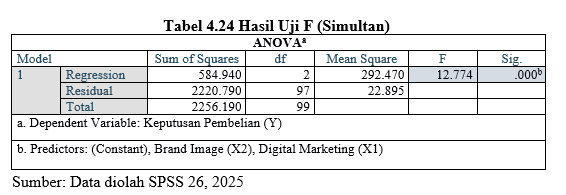 Tabel 4.24 Hasil Uji F (Simultan)
ANOVAᵃ
Model Sum of Squares df Mean Square F Sig.
1 Regression 584.940 2 292.470 12.774 .000ᵇ
Residual 2220.790 97 22.895
Total 2256.190 99
a. Dependent Variable: Keputusan Pembelian (Y)
b. Predictors: (Constant), Brand Image (X2), Digital Marketing (X1)
Sumber: Data diolah SPSS 26, 2025